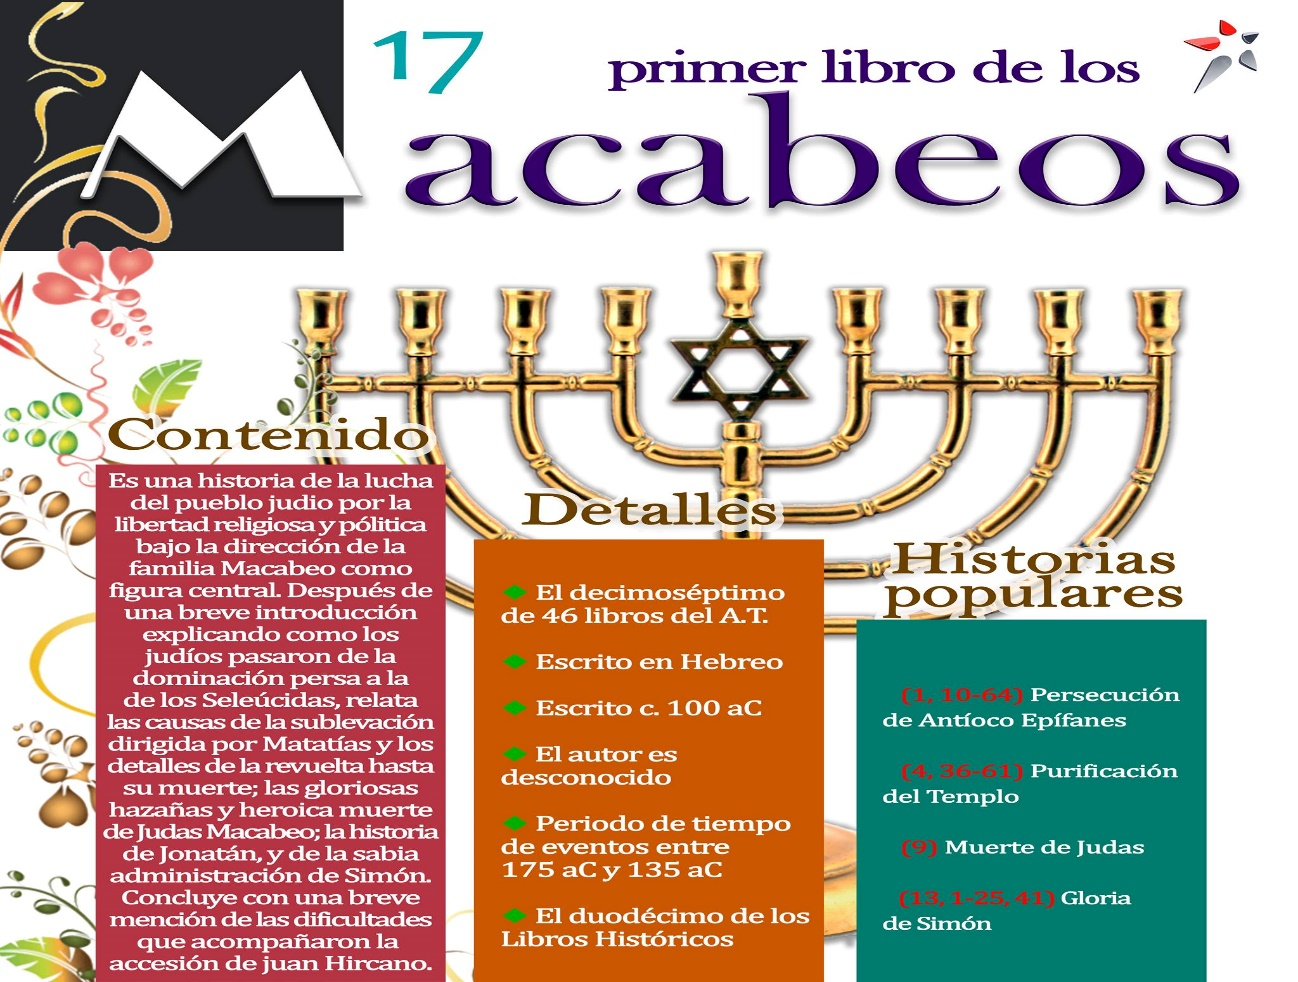 17
primer libro de los
Macabeos
Contenido
Es una historia de la lucha
del pueblo judio por la
libertad religiosa y pólitica
bajo la dirección de la
familia Macabeo como
figura central. Después de
una breve introducción
explicando como los
judíos pasaron de la
dominación persa a la
de los Seleúcidas, relata
las causas de la sublevación
dirigida por Matatías y los
detalles de la revuelta hasta
su muerte; las gloriosas
hazañas y heroica muerte
de Judas Macabeo; la historia
de Jonatán, y de la sabia
administración de Simón.
Concluye con una breve
mención de las dificultades
que acompañaron la
accesión de juan Hircano.
Detalles
◆ El decimoséptimo
de 46 libros del A.T.
◆ Escrito en Hebreo
◆ Escrito c. 100 aC
◆ El autor es
desconocido
◆ Periodo de tiempo
de eventos entre
175 aC y 135 aC
◆ El duodécimo de los
Libros Históricos
Historias
populares
(1, 10-64) Persecución
de Antíoco Epífanes
(4, 36-61) Purificación
del Templo
(9) Muerte de Judas
(13, 1-25, 41) Gloria
de Simón